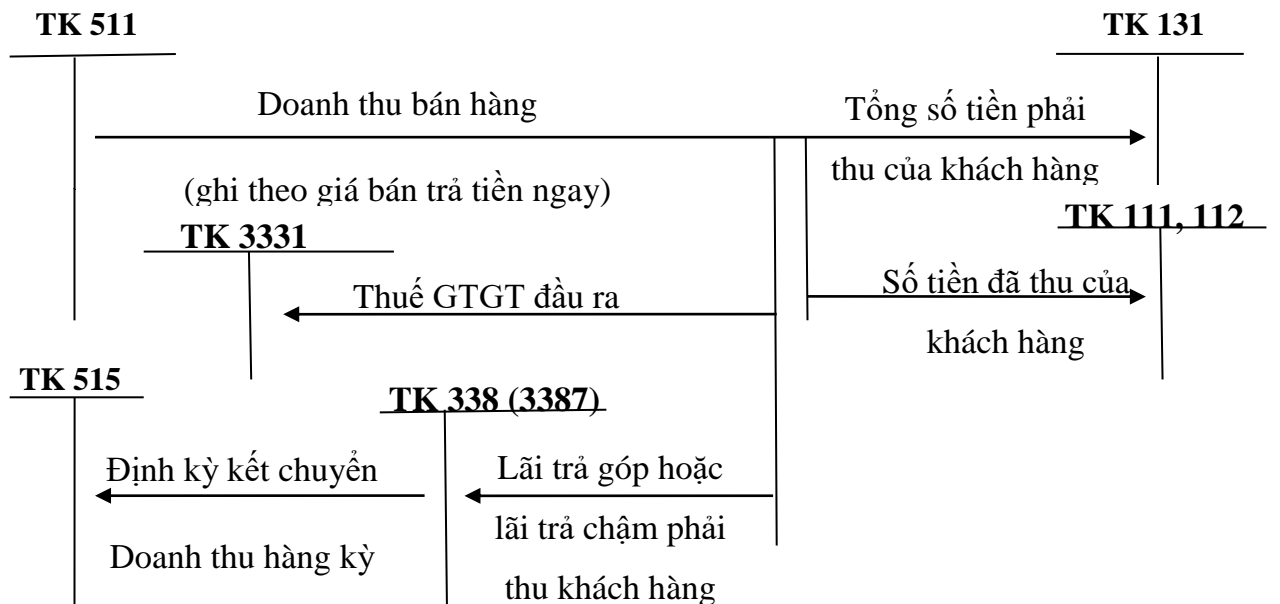 TK 511
TK 131
Doanh thu bán hàng
Tổng số tiền phải
thu của khách hàng
(ghi theo giá bán trả tiền ngay)
TK 111, 112
TK 3331
Số tiền đã thu của
khách hàng
Thuế GTGT đầu ra
TK 515
TK 338 (3387)
Định kỳ kết chuyển
Doanh thu hàng kỳ
Lãi trả góp hoặc
lãi trả chậm phải
thu khách hàng